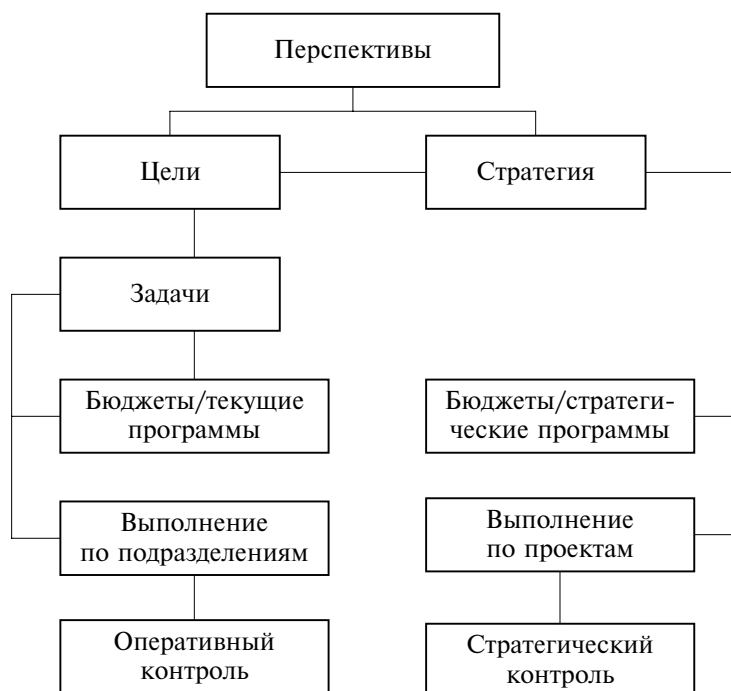 Перспективы
Цели
Стратегия
Задачи
Бюджеты/текущие
программы
Бюджеты/стратеги-
ческие программы
Выполнение
по подразделениям
Выполнение
по проектам
Оперативный
контроль
Стратегический
контроль